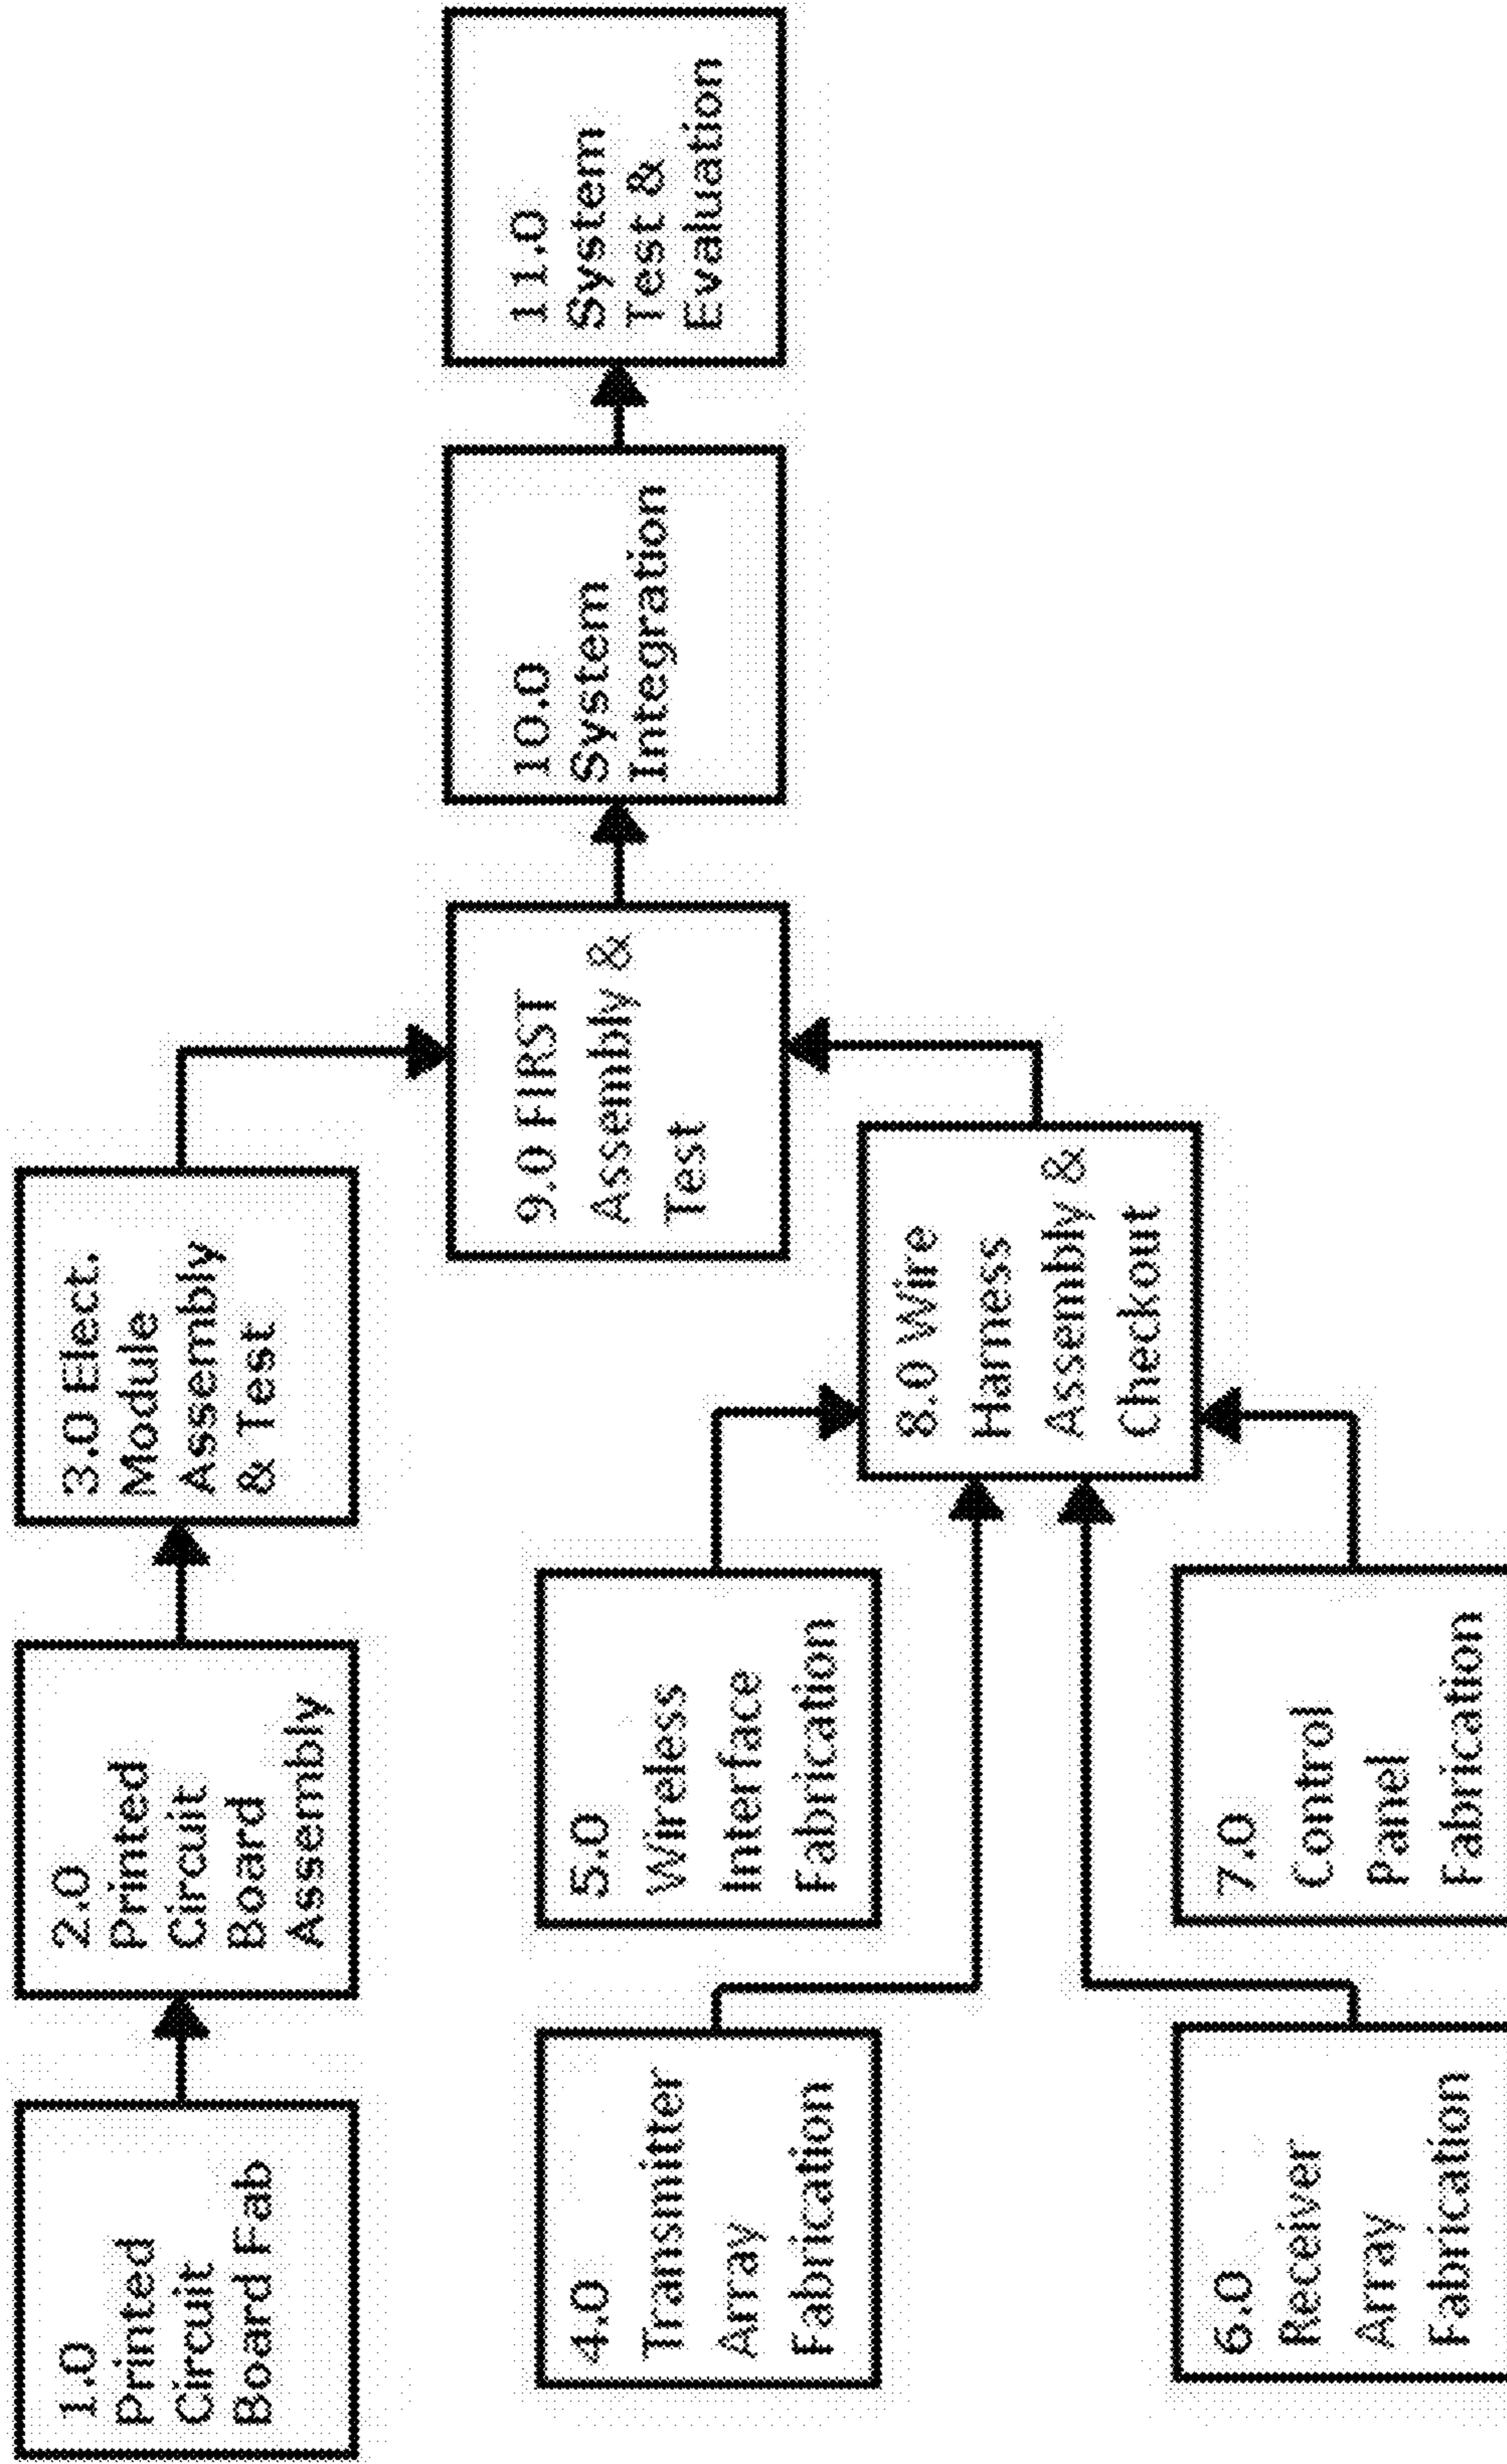 1.0
Printed
Circuit
Board Fab
2.0
Printed
Circuit
Board
Assembly
3.0 Elect.
Module
Assembly
& Test
4.0
Transmitter
Array
Fabrication
5.0
Wireless
Interface
Fabrication
6.0
Receiver
Array
Fabrication
7.0
Control
Panel
Fabrication
8.0 Wire
Harness
Assembly &
Checkout
9.0 FIRST
Assembly &
Test
10.0
System
Integration
11.0
System
Test &
Evaluation